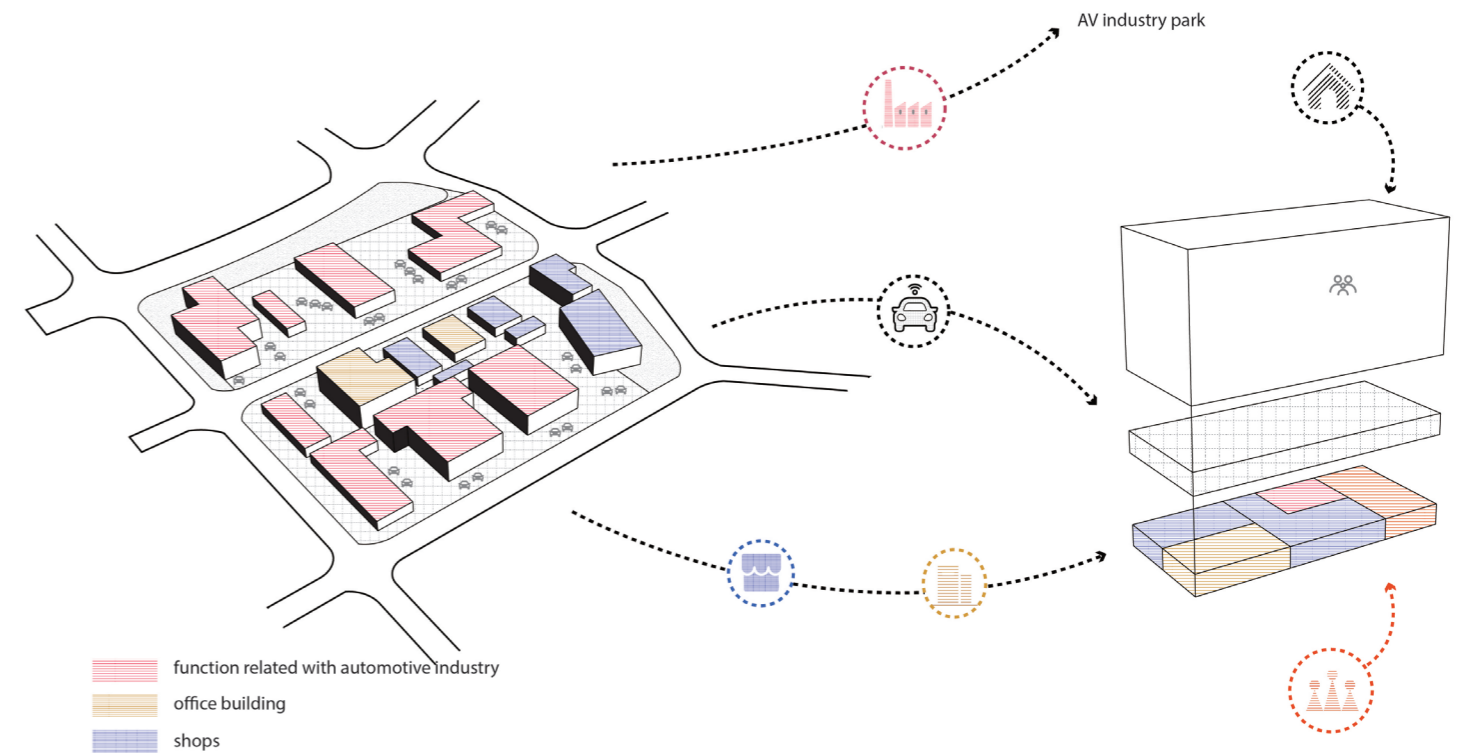 AV industry park
function related with automotive industry
office building
shops